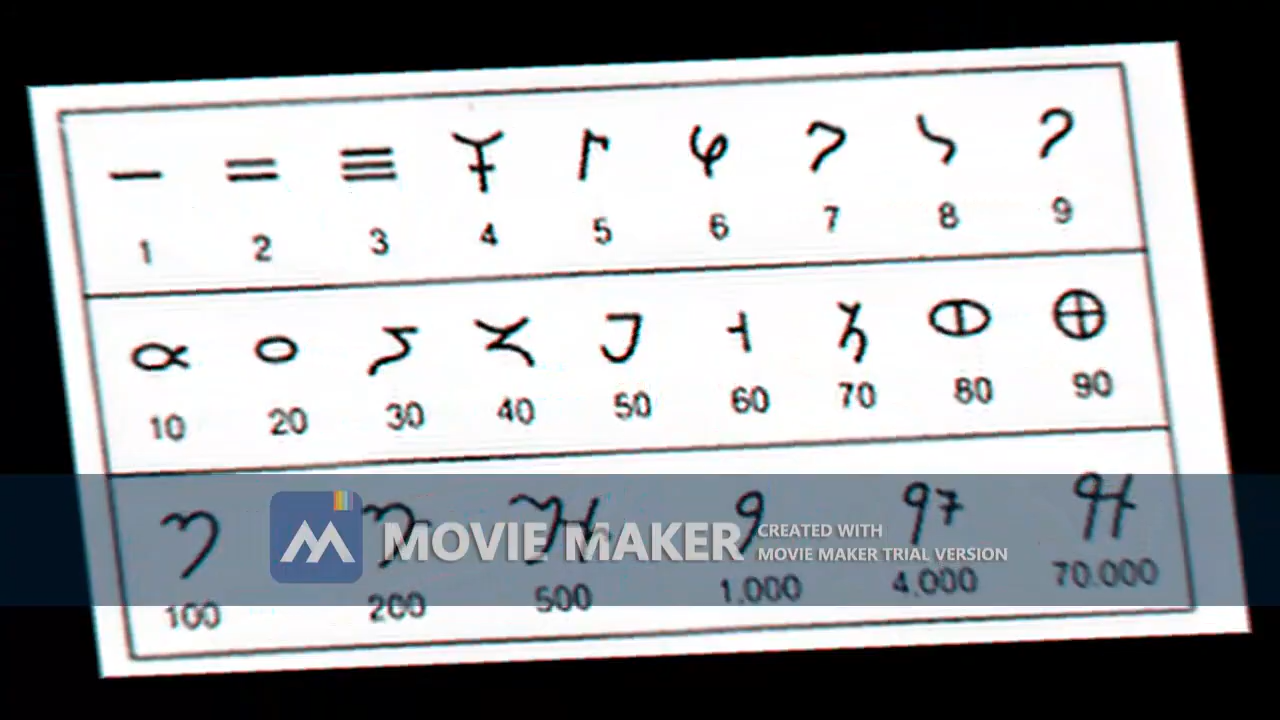 1 2 3 4 5 6 7 8 9
10 20 30 40 50 60 70 80 90
MOVIE MAKER
CREATED WITH
MOVIE MAKER TRIAL VERSION
100 200 500 1.000 4.000 70.000